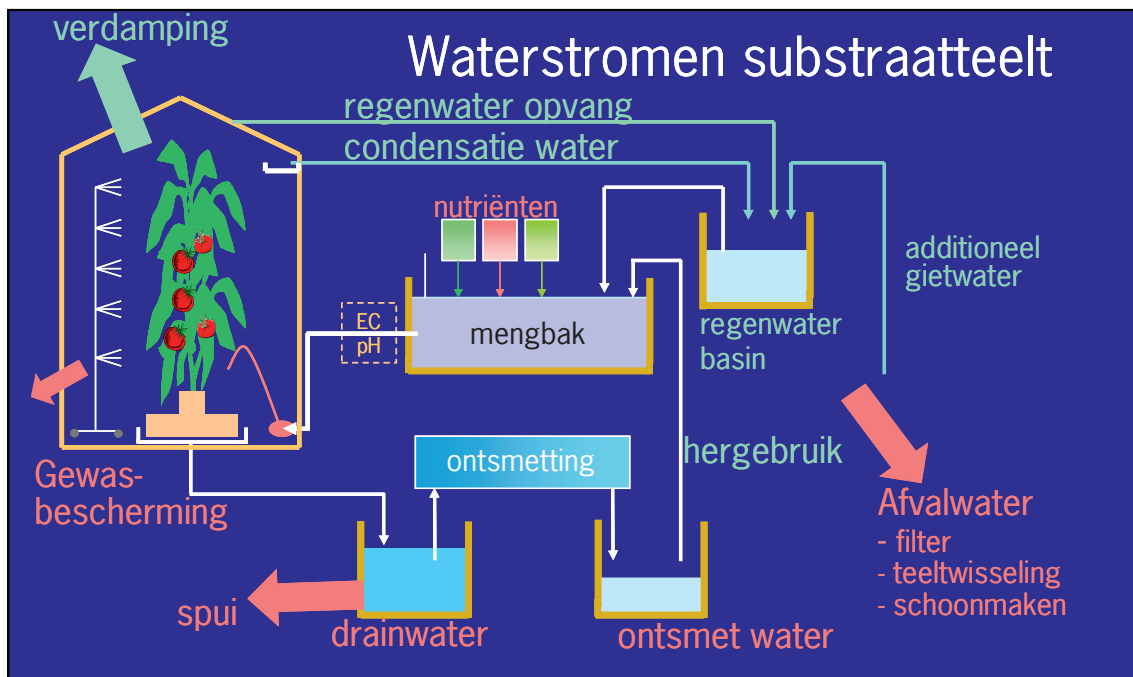 verdamping
Waterstromen substraatteelt
regenwater opvang
condensatie water
nutriënten
additioneel
gietwater
EC
pH
mengbak
regenwater
basin
ontsmetting
hergebruik
Gewas-
bescherming
Afvalwater
- filter
- teeltwisseling
- schoonmaken
spui
drainwater
ontsmet water